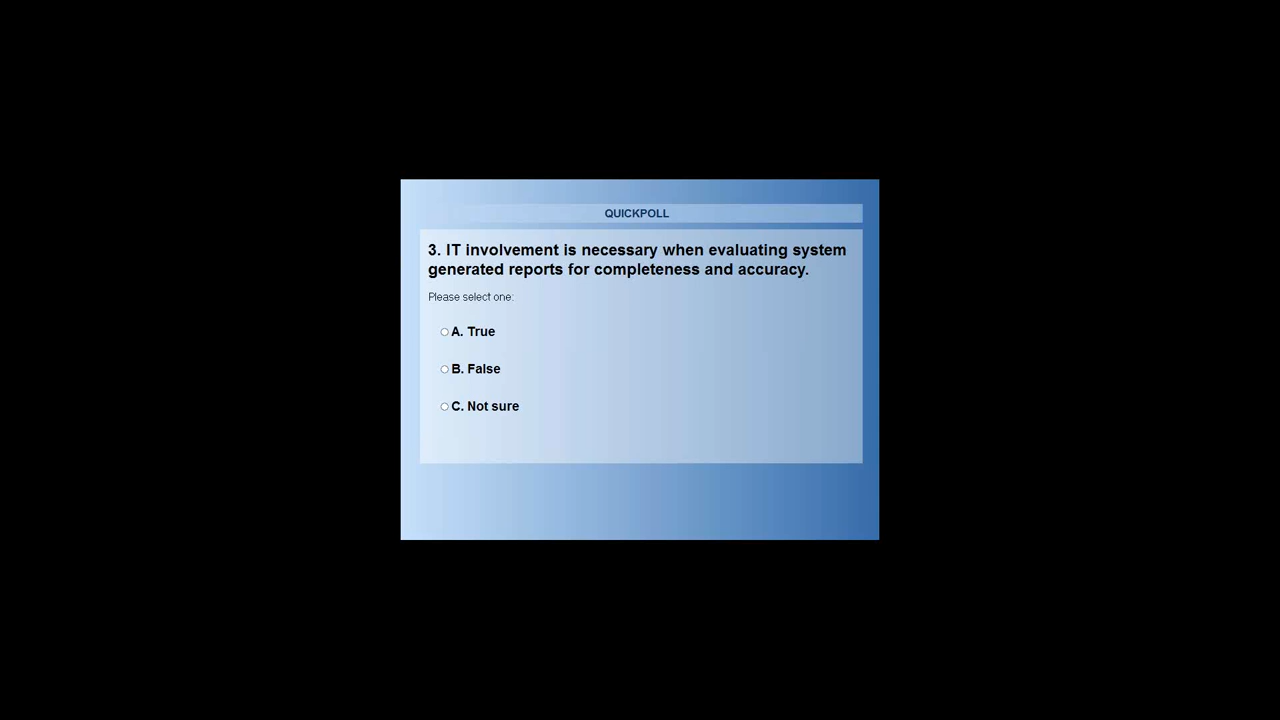 QUICKPOLL
3. IT involvement is necessary when evaluating system
generated reports for completeness and accuracy.
Please select one:
A. True
B. False
C. Not sure